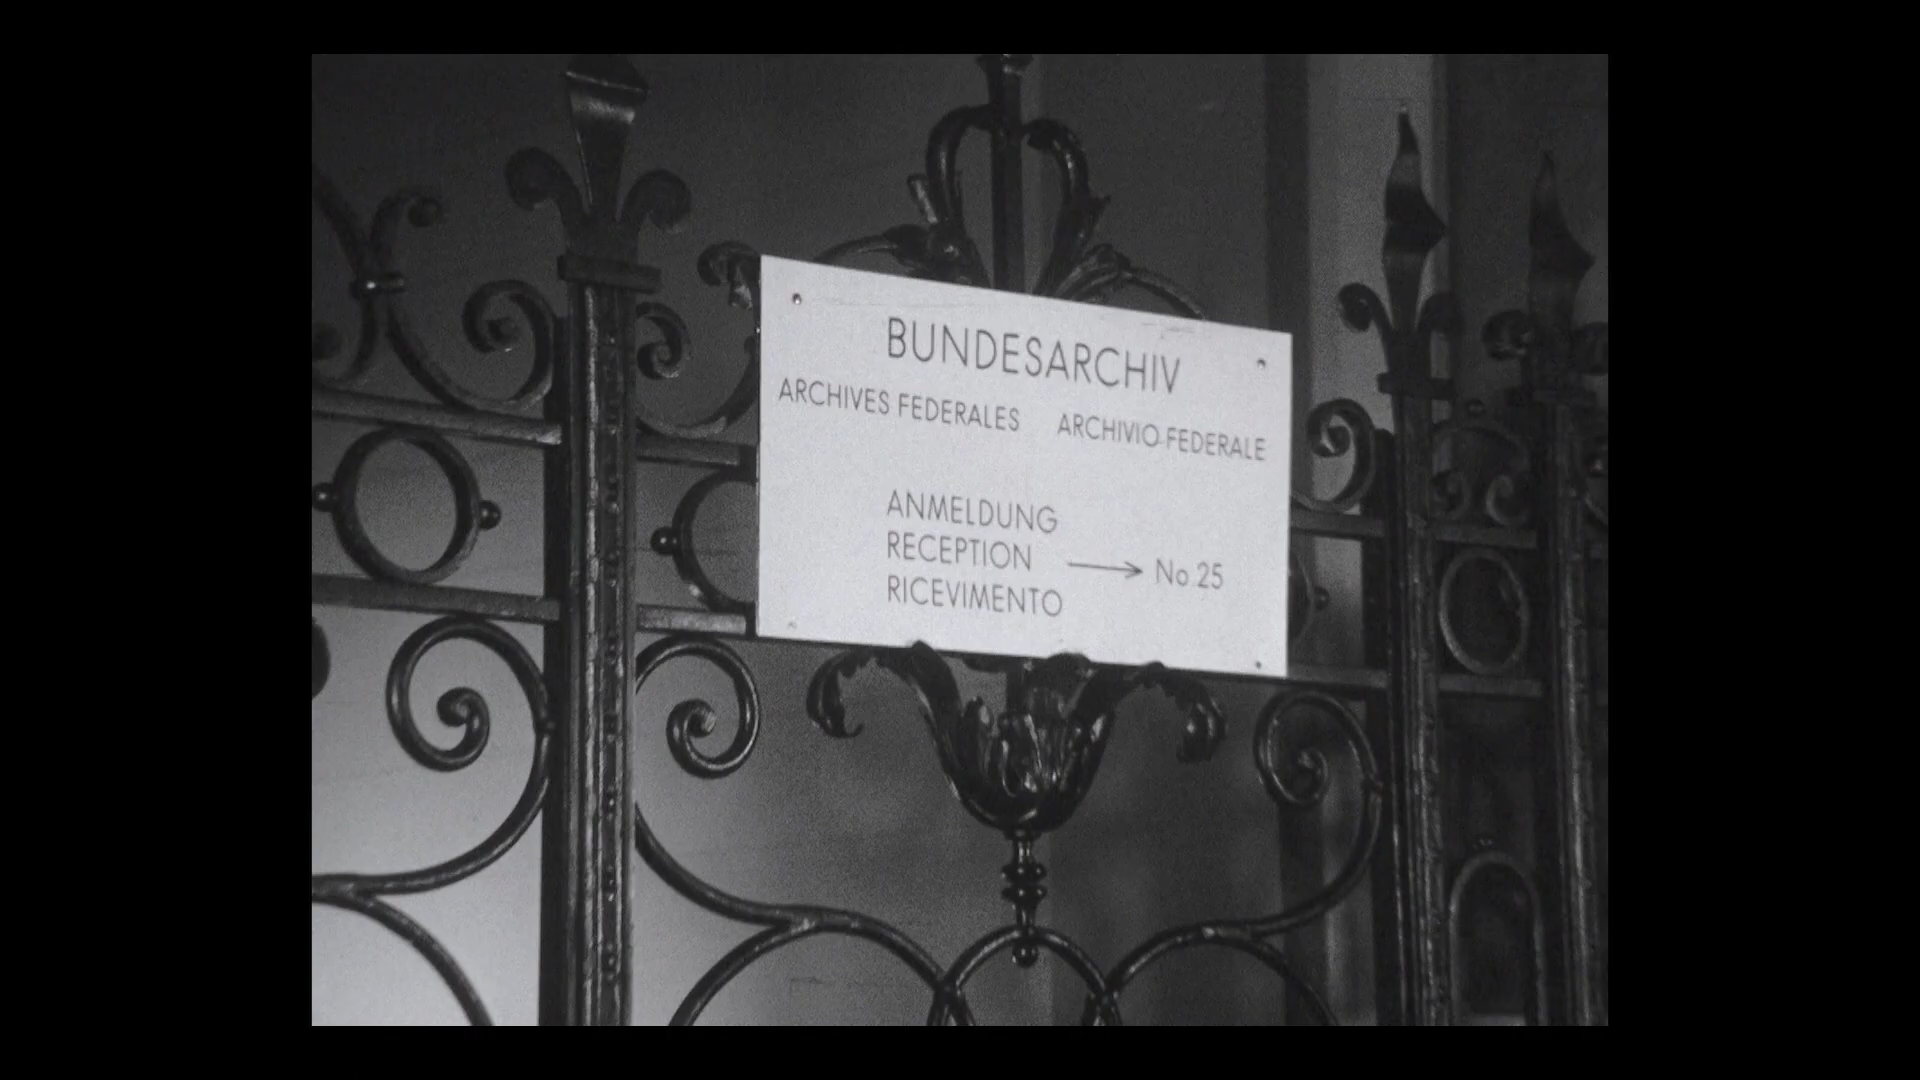 BUNDESARCHIV
ARCHIVES FEDERALES ARCHIVIO FEDERALE
ANMELDUNG
RECEPTION → No 25
RICEVIMENTO